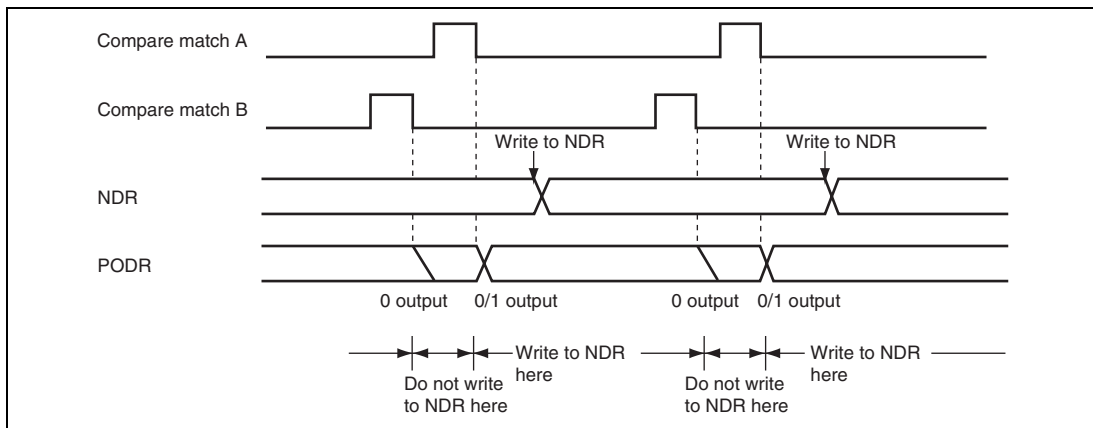 Compare match A
Compare match B
Write to NDR
Write to NDR
NDR
PODR
0 output
0/1 output
0 output
0/1 output
Write to NDR
here
Write to NDR
here
Do not write
to NDR here
Do not write
to NDR here